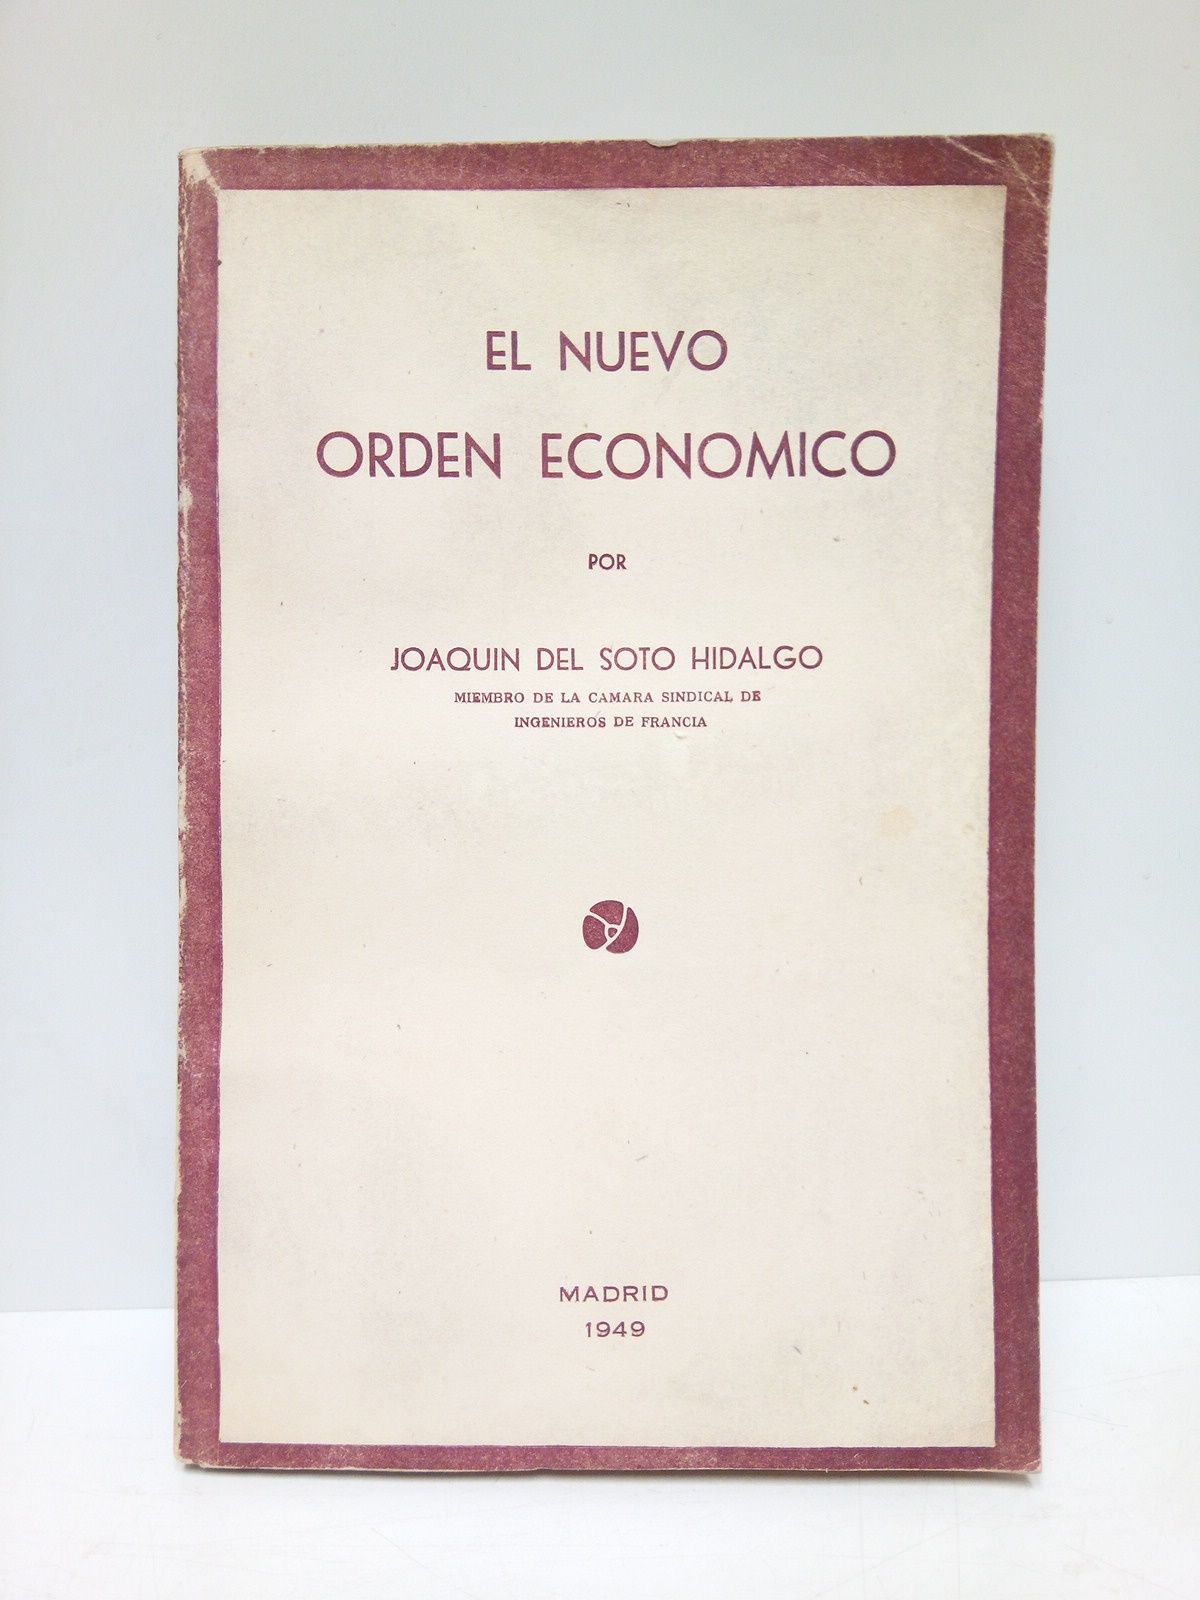 EL NUEVO
ORDEN ECONOMICO
POR
JOAQUIN DEL SOTO HIDALGO
MIEMBRO DE LA CAMARA SINDICAL DE
INGENIEROS DE FRANCIA
MADRID
1949